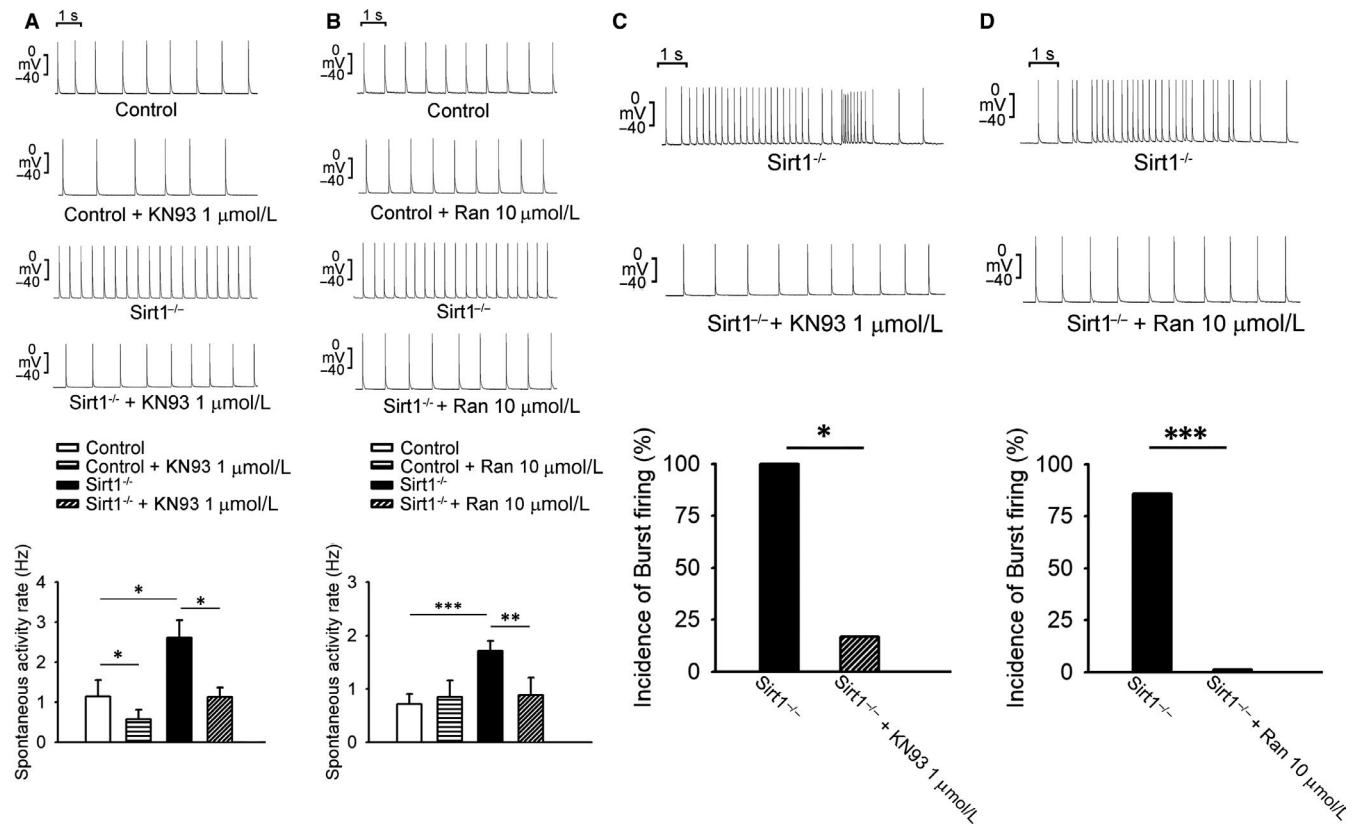 A
1 s
0
mV
−40
Control
0
mV
−40
Control + KN93 1 μmol/L
0
mV
−40
Sirt1⁻/⁻
0
mV
−40
Sirt1⁻/⁻ + KN93 1 μmol/L
Control
Control + KN93 1 μmol/L
Sirt1⁻/⁻
Sirt1⁻/⁻ + KN93 1 μmol/L
Spontaneous activity rate (Hz)
4
3
2
1
0
*
*
*
B
1 s
0
mV
−40
Control
0
mV
−40
Control + Ran 10 μmol/L
0
mV
−40
Sirt1⁻/⁻
0
mV
−40
Sirt1⁻/⁻ + Ran 10 μmol/L
Control
Control + Ran 10 μmol/L
Sirt1⁻/⁻
Sirt1⁻/⁻ + Ran 10 μmol/L
Spontaneous activity rate (Hz)
3
2
1
0
***
**
C
1 s
0
mV
−40
Sirt1⁻/⁻
0
mV
−40
Sirt1⁻/⁻ + KN93 1 μmol/L
Incidence of Burst firing (%)
100
75
50
25
0
*
Sirt1⁻/⁻
Sirt1⁻/⁻ + KN93 1 μmol/L
D
1 s
0
mV
−40
Sirt1⁻/⁻
0
mV
−40
Sirt1⁻/⁻ + Ran 10 μmol/L
Incidence of Burst firing (%)
100
75
50
25
0
***
Sirt1⁻/⁻
Sirt1⁻/⁻ + Ran 10 μmol/L